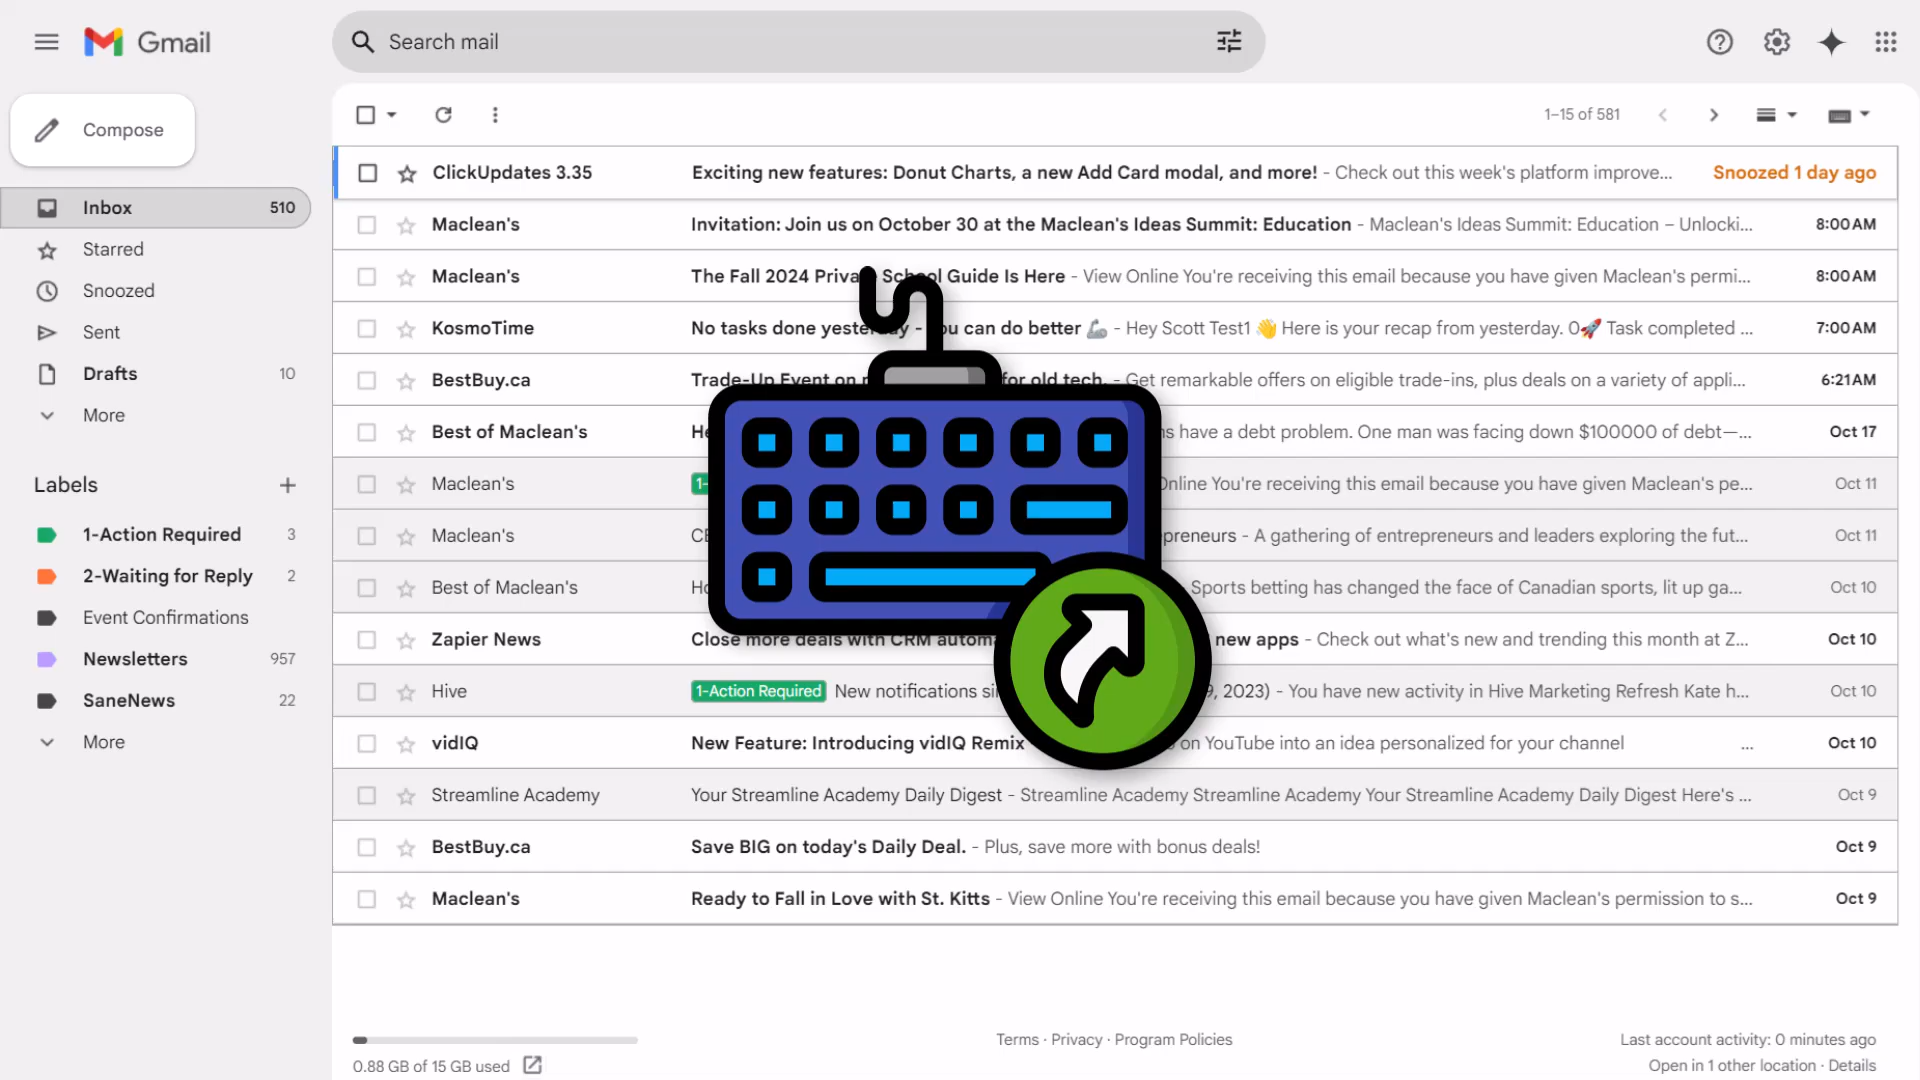 Gmail
Search mail
Compose
1–15 of 581
Inbox 510
Starred
Snoozed
Sent
Drafts 10
More
Labels
1-Action Required 3
2-Waiting for Reply 2
Event Confirmations
Newsletters 957
SaneNews 22
More
ClickUpdates 3.35 Exciting new features: Donut Charts, a new Add Card modal, and more! - Check out this week's platform improve... Snoozed 1 day ago
Maclean's Invitation: Join us on October 30 at the Maclean's Ideas Summit: Education - Maclean's Ideas Summit: Education – Unlocki... 8:00 AM
Maclean's The Fall 2024 Private School Guide Is Here - View Online You're receiving this email because you have given Maclean's permi... 8:00 AM
KosmoTime No tasks done yesterday - you can do better 💪 - Hey Scott Test1 👋 Here is your recap from yesterday. 0🚀 Task completed ... 7:00 AM
BestBuy.ca Trade-Up Event on for old tech. - Get remarkable offers on eligible trade-ins, plus deals on a variety of appli... 6:21 AM
Best of Maclean's have a debt problem. One man was facing down $100000 of debt—... Oct 17
Maclean's 1- Online You're receiving this email because you have given Maclean's pe... Oct 11
Maclean's - A gathering of entrepreneurs and leaders exploring the fut... Oct 11
Best of Maclean's Sports betting has changed the face of Canadian sports, lit up ga... Oct 10
Zapier News Close more deals with CRM new apps - Check out what's new and trending this month at Z... Oct 10
Hive 1-Action Required New notifications 9, 2023) - You have new activity in Hive Marketing Refresh Kate h... Oct 10
vidIQ New Feature: Introducing vidIQ Remix on YouTube into an idea personalized for your channel ... Oct 10
Streamline Academy Your Streamline Academy Daily Digest - Streamline Academy Streamline Academy Your Streamline Academy Daily Digest Here's ... Oct 9
BestBuy.ca Save BIG on today's Daily Deal. - Plus, save more with bonus deals! Oct 9
Maclean's Ready to Fall in Love with St. Kitts - View Online You're receiving this email because you have given Maclean's permission to s... Oct 9
0.88 GB of 15 GB used
Terms · Privacy · Program Policies
Last account activity: 0 minutes ago
Open in 1 other location · Details